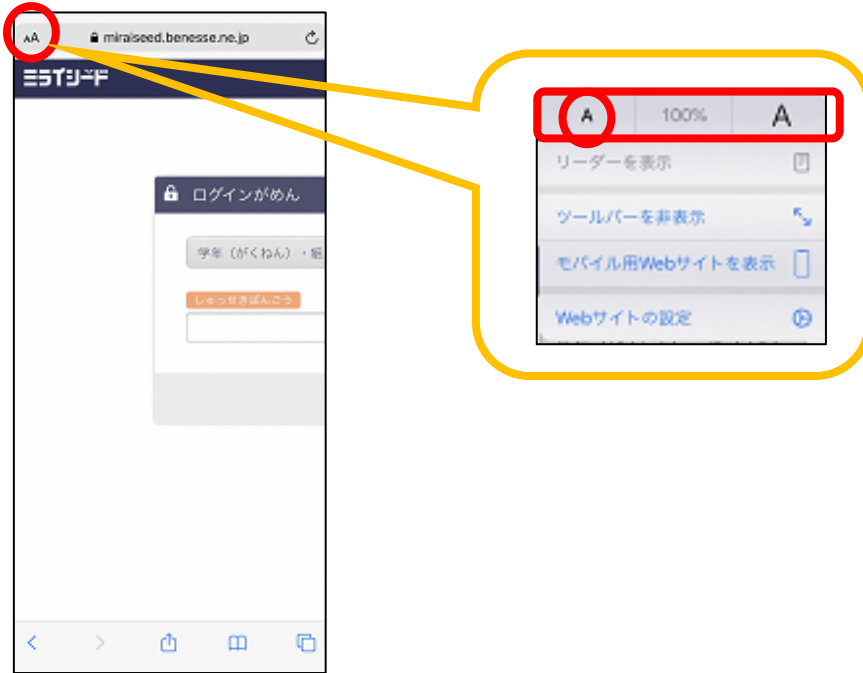 AA miraiseed.benesse.ne.jp
ミライシード
ログインがめん
学年（がくねん）・組
しゅっせきばんごう
A 100% A
リーダーを表示
ツールバーを非表示
モバイル用Webサイトを表示
Webサイトの設定